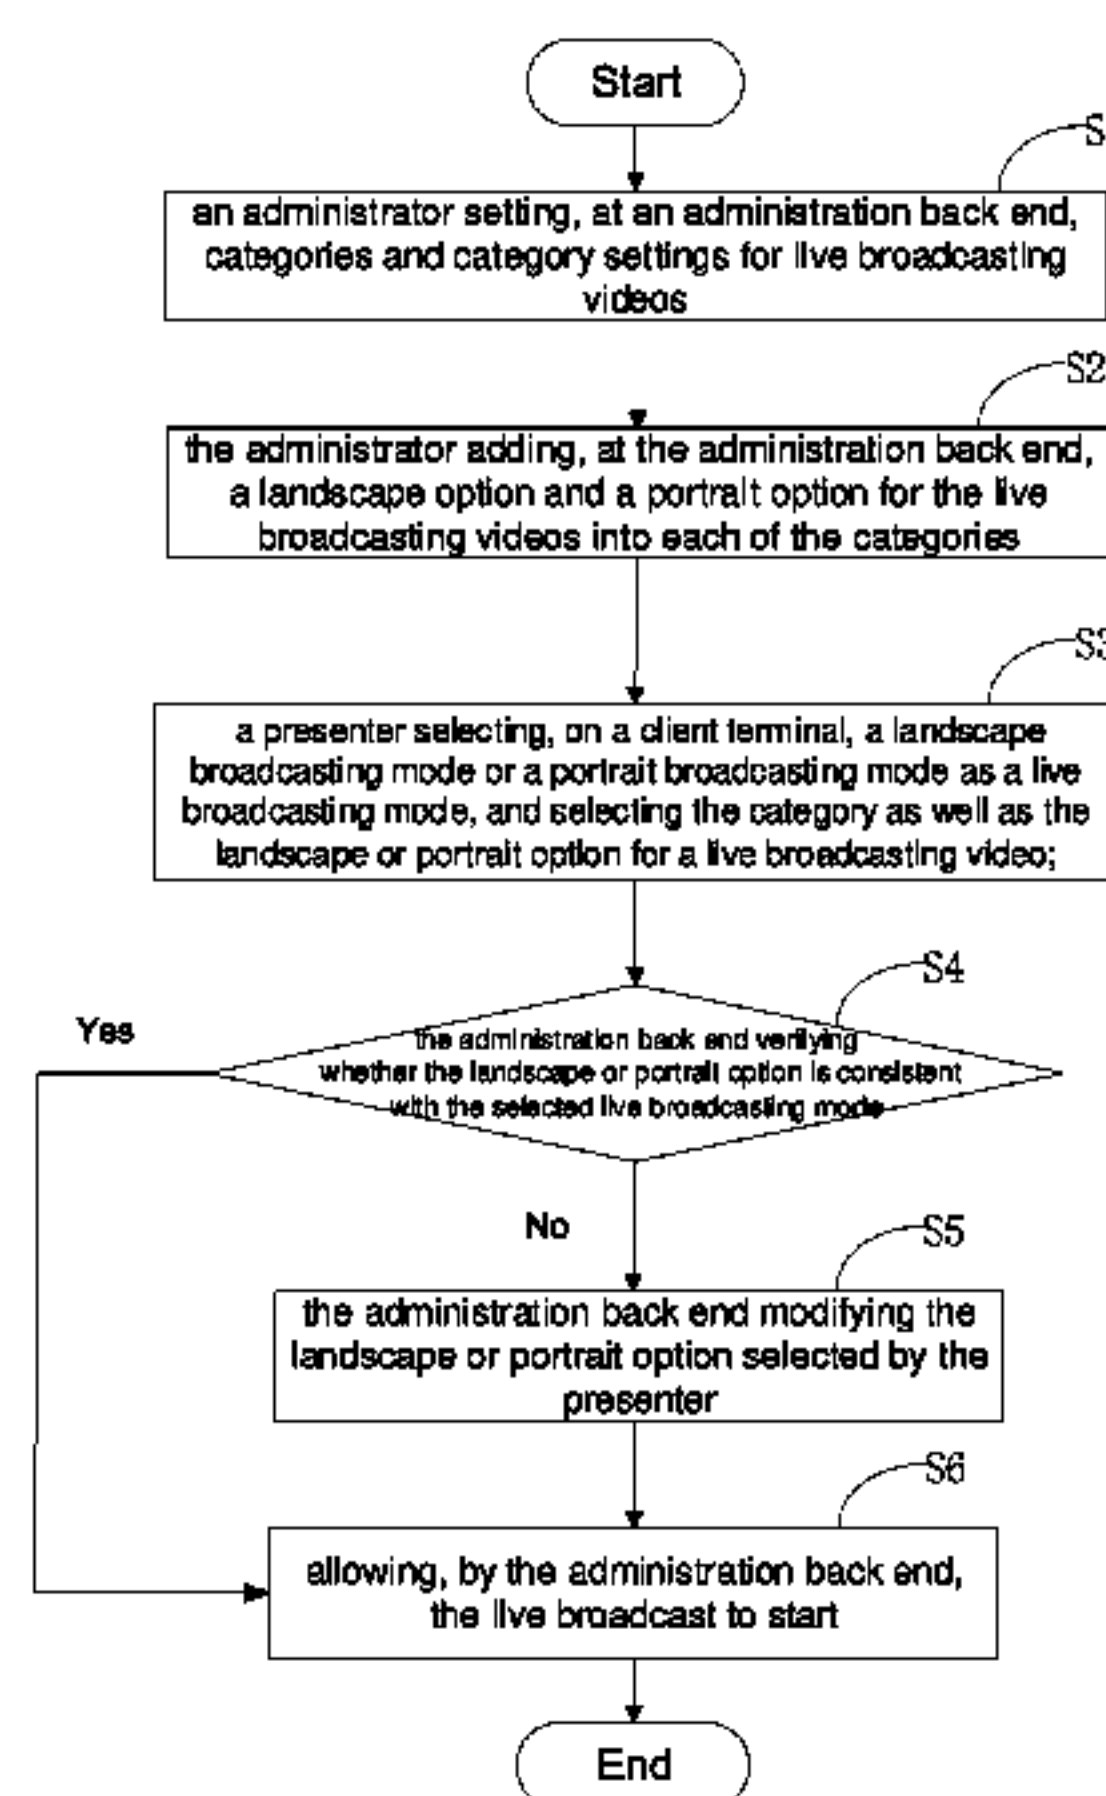 Start
S
an administrator setting, at an administration back end,
categories and category settings for live broadcasting
videos
S2
the administrator adding, at the administration back end,
a landscape option and a portrait option for the live
broadcasting videos into each of the categories
S3
a presenter selecting, on a client terminal, a landscape
broadcasting mode or a portrait broadcasting mode as a live
broadcasting mode, and selecting the category as well as the
landscape or portrait option for a live broadcasting video;
S4
Yes
the administration back end verifying
whether the landscape or portrait option is consistent
with the selected live broadcasting mode
No
S5
the administration back end modifying the
landscape or portrait option selected by the
presenter
S6
allowing, by the administration back end,
the live broadcast to start
End